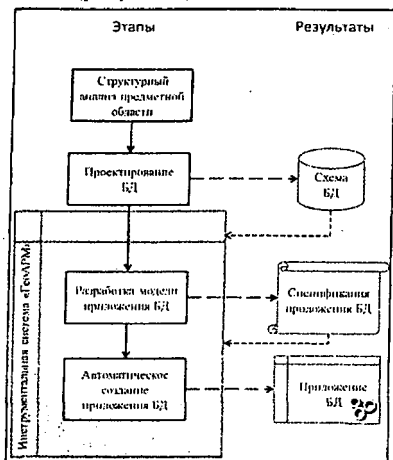 Этапы
Результаты
Структурный
анализ предметной
области
Проектирование
БД
Схема
БД
Инструментальная система «ГеоАРМ»
Разработка модели
приложения БД
Спецификация
приложения БД
Автоматическое
создание
приложения БД
Приложение
БД